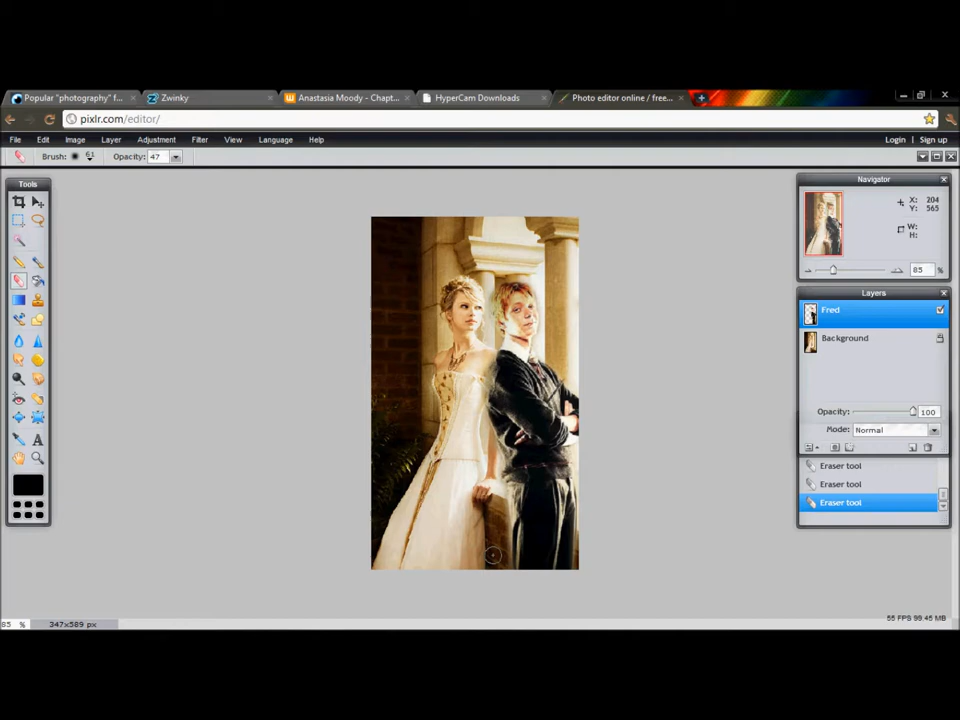 Popular "photography" f...
Zwinky
Anastasia Moody - Chapt...
HyperCam Downloads
Photo editor online / free...
pixlr.com/editor/
File Edit Image Layer Adjustment Filter View Language Help Login | Sign up
Brush: 61 Opacity: 47
Tools
Navigator
X: 204
Y: 565
W:
H:
85 %
Layers
Fred
Background
Opacity: 100
Mode: Normal
Eraser tool
Eraser tool
Eraser tool
A
85 % 347x589 px 55 FPS 99.45 MB